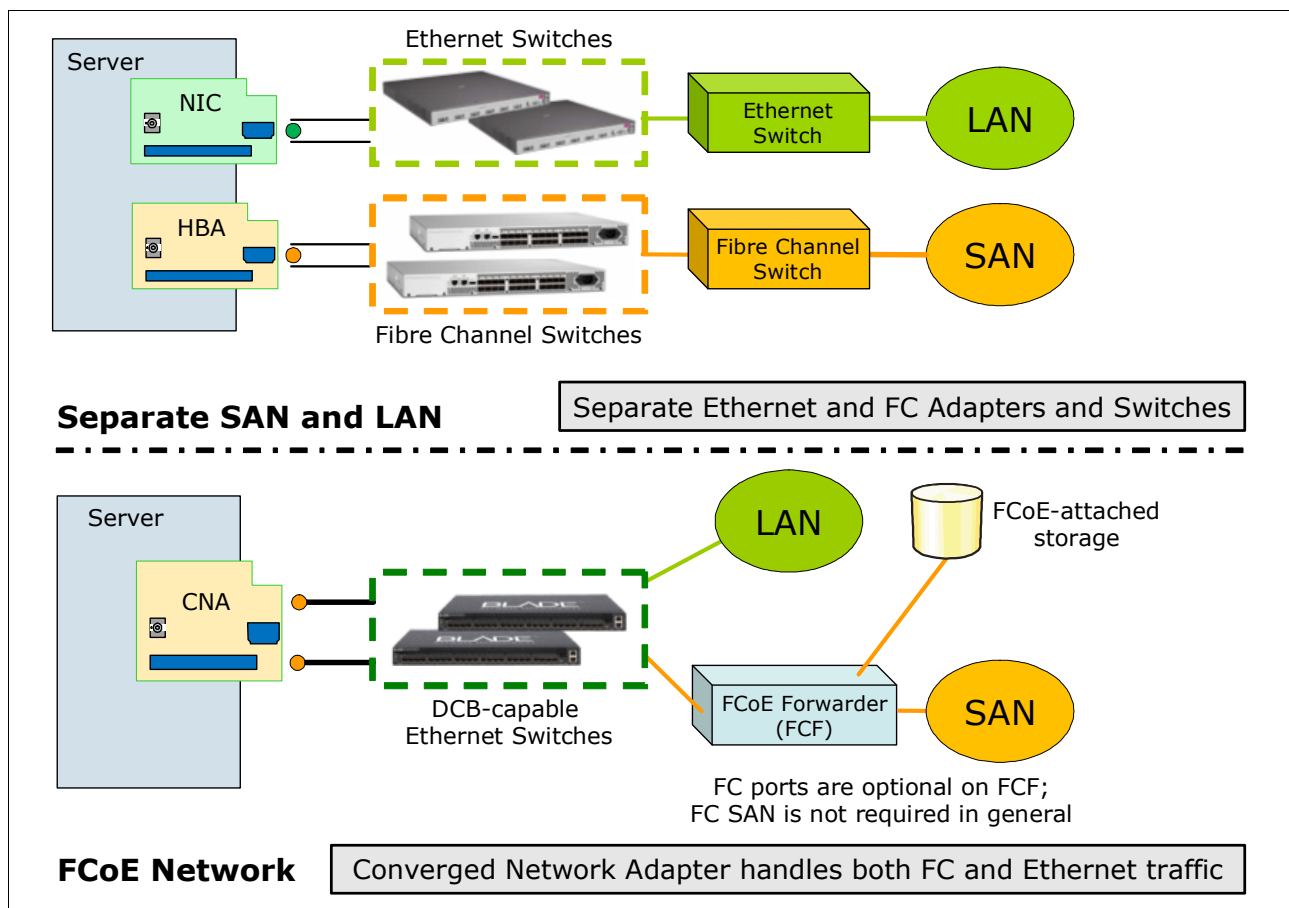 Ethernet Switches
Server
NIC
Ethernet
Switch
LAN
HBA
Fibre Channel
Switch
SAN
Fibre Channel Switches
Separate SAN and LAN
Separate Ethernet and FC Adapters and Switches
Server
LAN
FCoE-attached
storage
CNA
BLADE
BLADE
DCB-capable
Ethernet Switches
FCoE Forwarder
(FCF)
SAN
FC ports are optional on FCF;
FC SAN is not required in general
FCoE Network
Converged Network Adapter handles both FC and Ethernet traffic